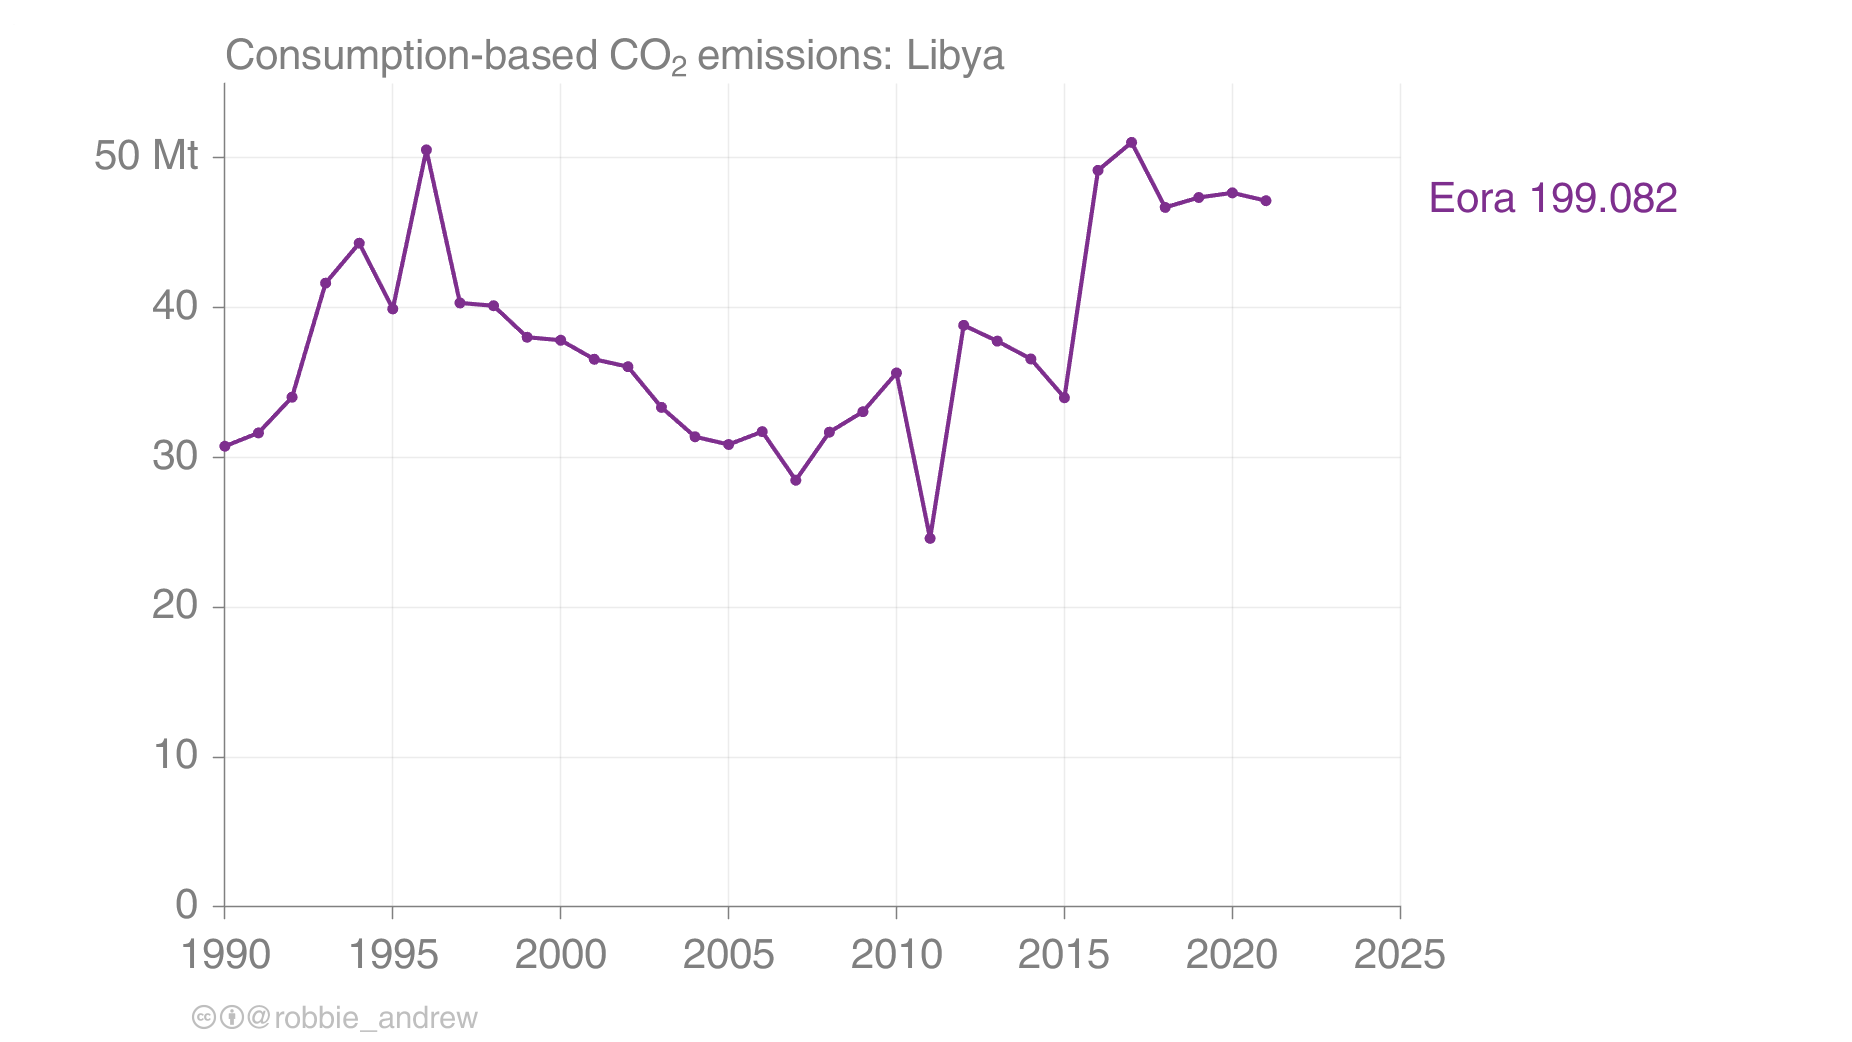 Consumption-based CO₂ emissions: Libya
50 Mt
40
30
20
10
0
1990 1995 2000 2005 2010 2015 2020 2025
Eora 199.082
cc @robbie_andrew